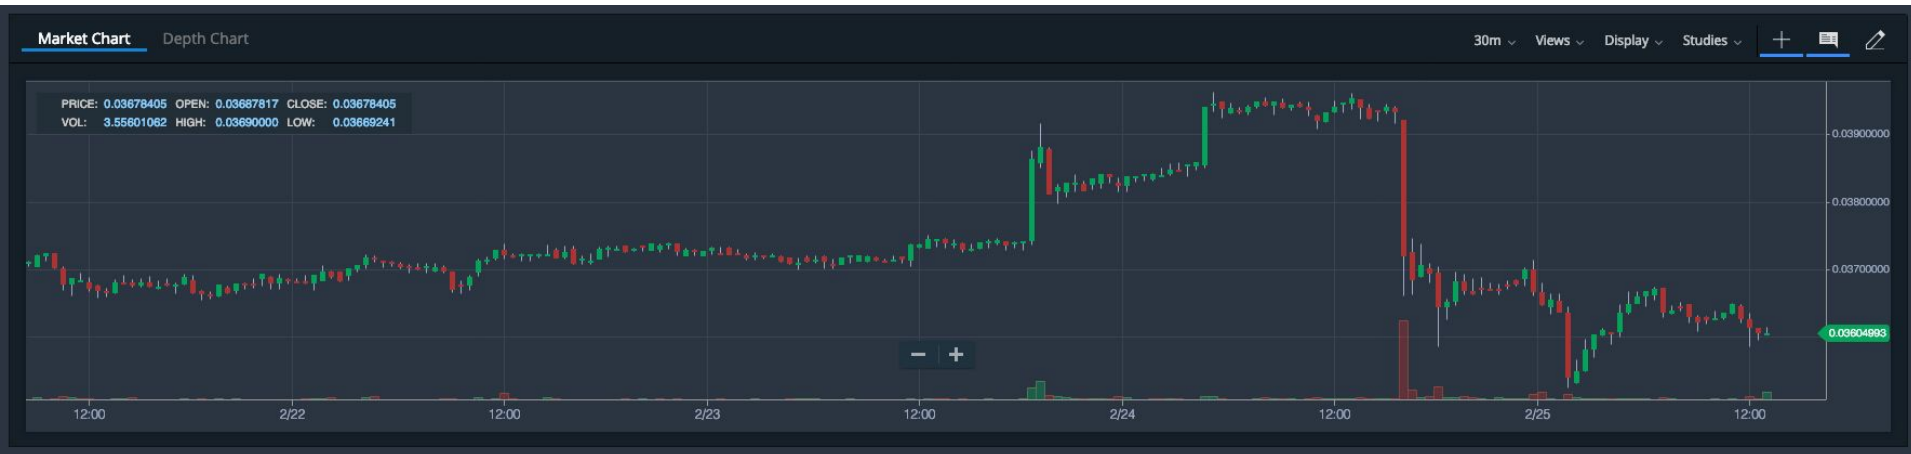 Market Chart Depth Chart 30m Views Display Studies
PRICE: 0.03678405 OPEN: 0.03687817 CLOSE: 0.03678405
VOL: 3.55601062 HIGH: 0.03690000 LOW: 0.03669241
0.03900000
0.03800000
0.03700000
0.03604993
12:00 2/22 12:00 2/23 12:00 2/24 12:00 2/25 12:00